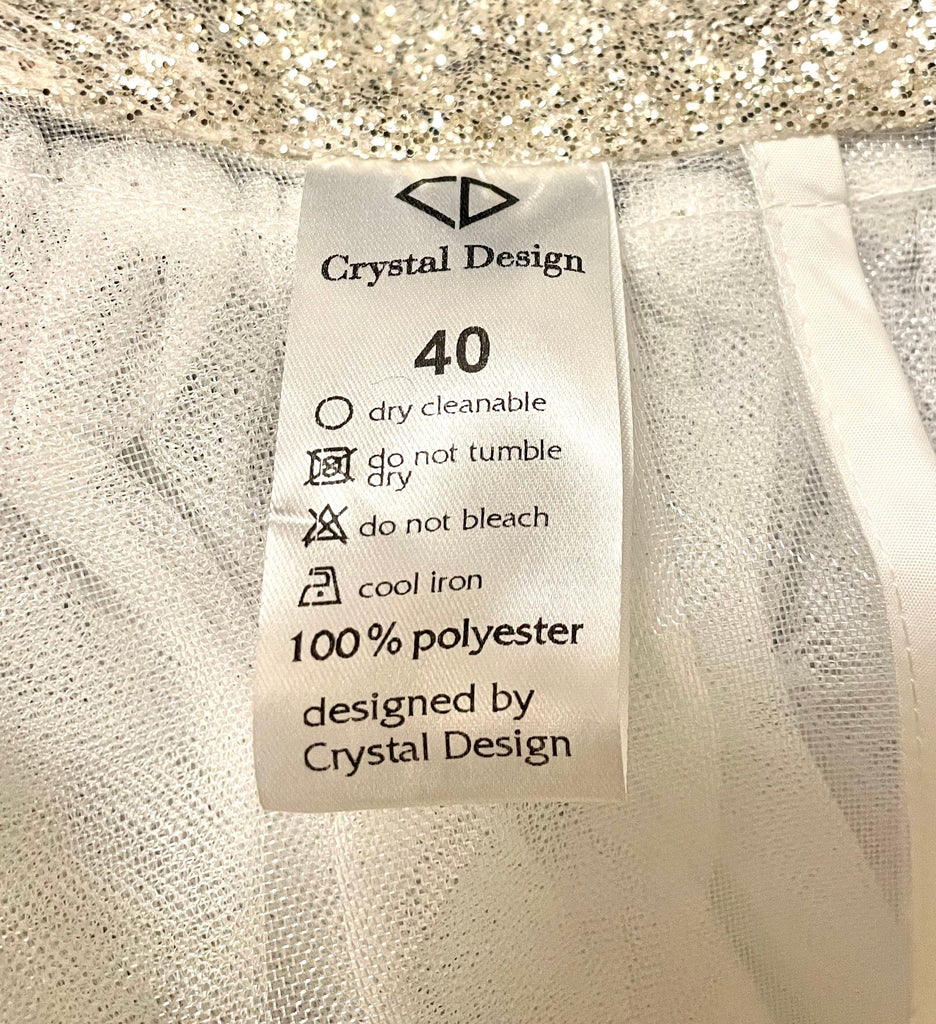 CD
Crystal Design
40
dry cleanable
do not tumble
dry
do not bleach
cool iron
100% polyester
designed by
Crystal Design